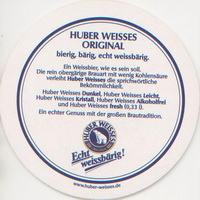 HUBER WEISSES
ORIGINAL
bierig, bärig, echt weissbärig.
Ein Weissbier, wie es sein soll.
Die rein obergärige Brauart mit wenig Kohlensäure
verleiht Huber Weisses die sprichwörtliche
Bekömmlichkeit.
Huber Weisses Dunkel, Huber Weisses Leicht,
Huber Weisses Kristall, Huber Weisses Alkoholfrei
und Huber Weisses fresh (0,33 l).
Ein echter Genuss mit der großen Brautradition.
HUBER WEISSES
Echt
weissbärig!
www.huber-weisses.de